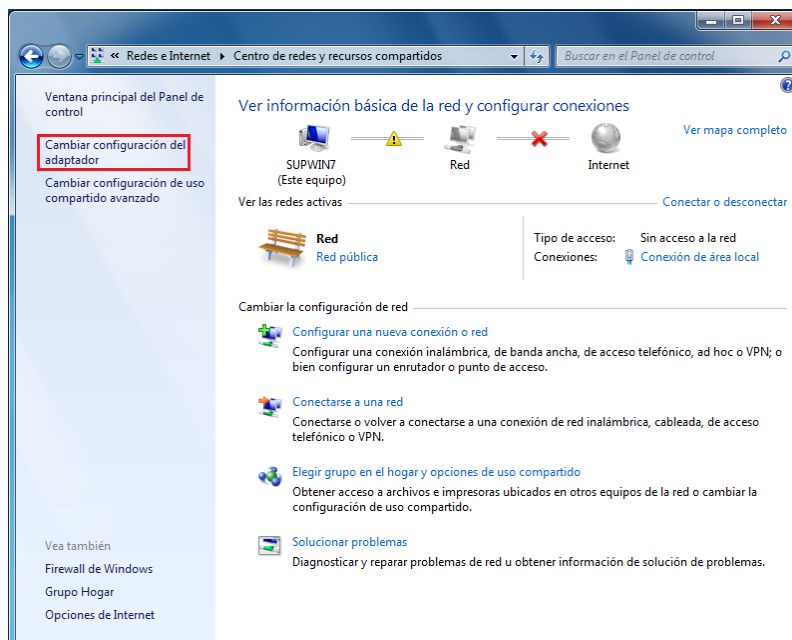 « Redes e Internet ▸ Centro de redes y recursos compartidos
Buscar en el Panel de control
Ventana principal del Panel de
control
Cambiar configuración del
adaptador
Cambiar configuración de uso
compartido avanzado
Vea también
Firewall de Windows
Grupo Hogar
Opciones de Internet
Ver información básica de la red y configurar conexiones
Ver mapa completo
SUPWIN7
(Este equipo)
Red
Internet
Ver las redes activas
Conectar o desconectar
Red
Red pública
Tipo de acceso: Sin acceso a la red
Conexiones: Conexión de área local
Cambiar la configuración de red
Configurar una nueva conexión o red
Configurar una conexión inalámbrica, de banda ancha, de acceso telefónico, ad hoc o VPN; o
bien configurar un enrutador o punto de acceso.
Conectarse a una red
Conectarse o volver a conectarse a una conexión de red inalámbrica, cableada, de acceso
telefónico o VPN.
Elegir grupo en el hogar y opciones de uso compartido
Obtener acceso a archivos e impresoras ubicados en otros equipos de la red o cambiar la
configuración de uso compartido.
Solucionar problemas
Diagnosticar y reparar problemas de red u obtener información de solución de problemas.